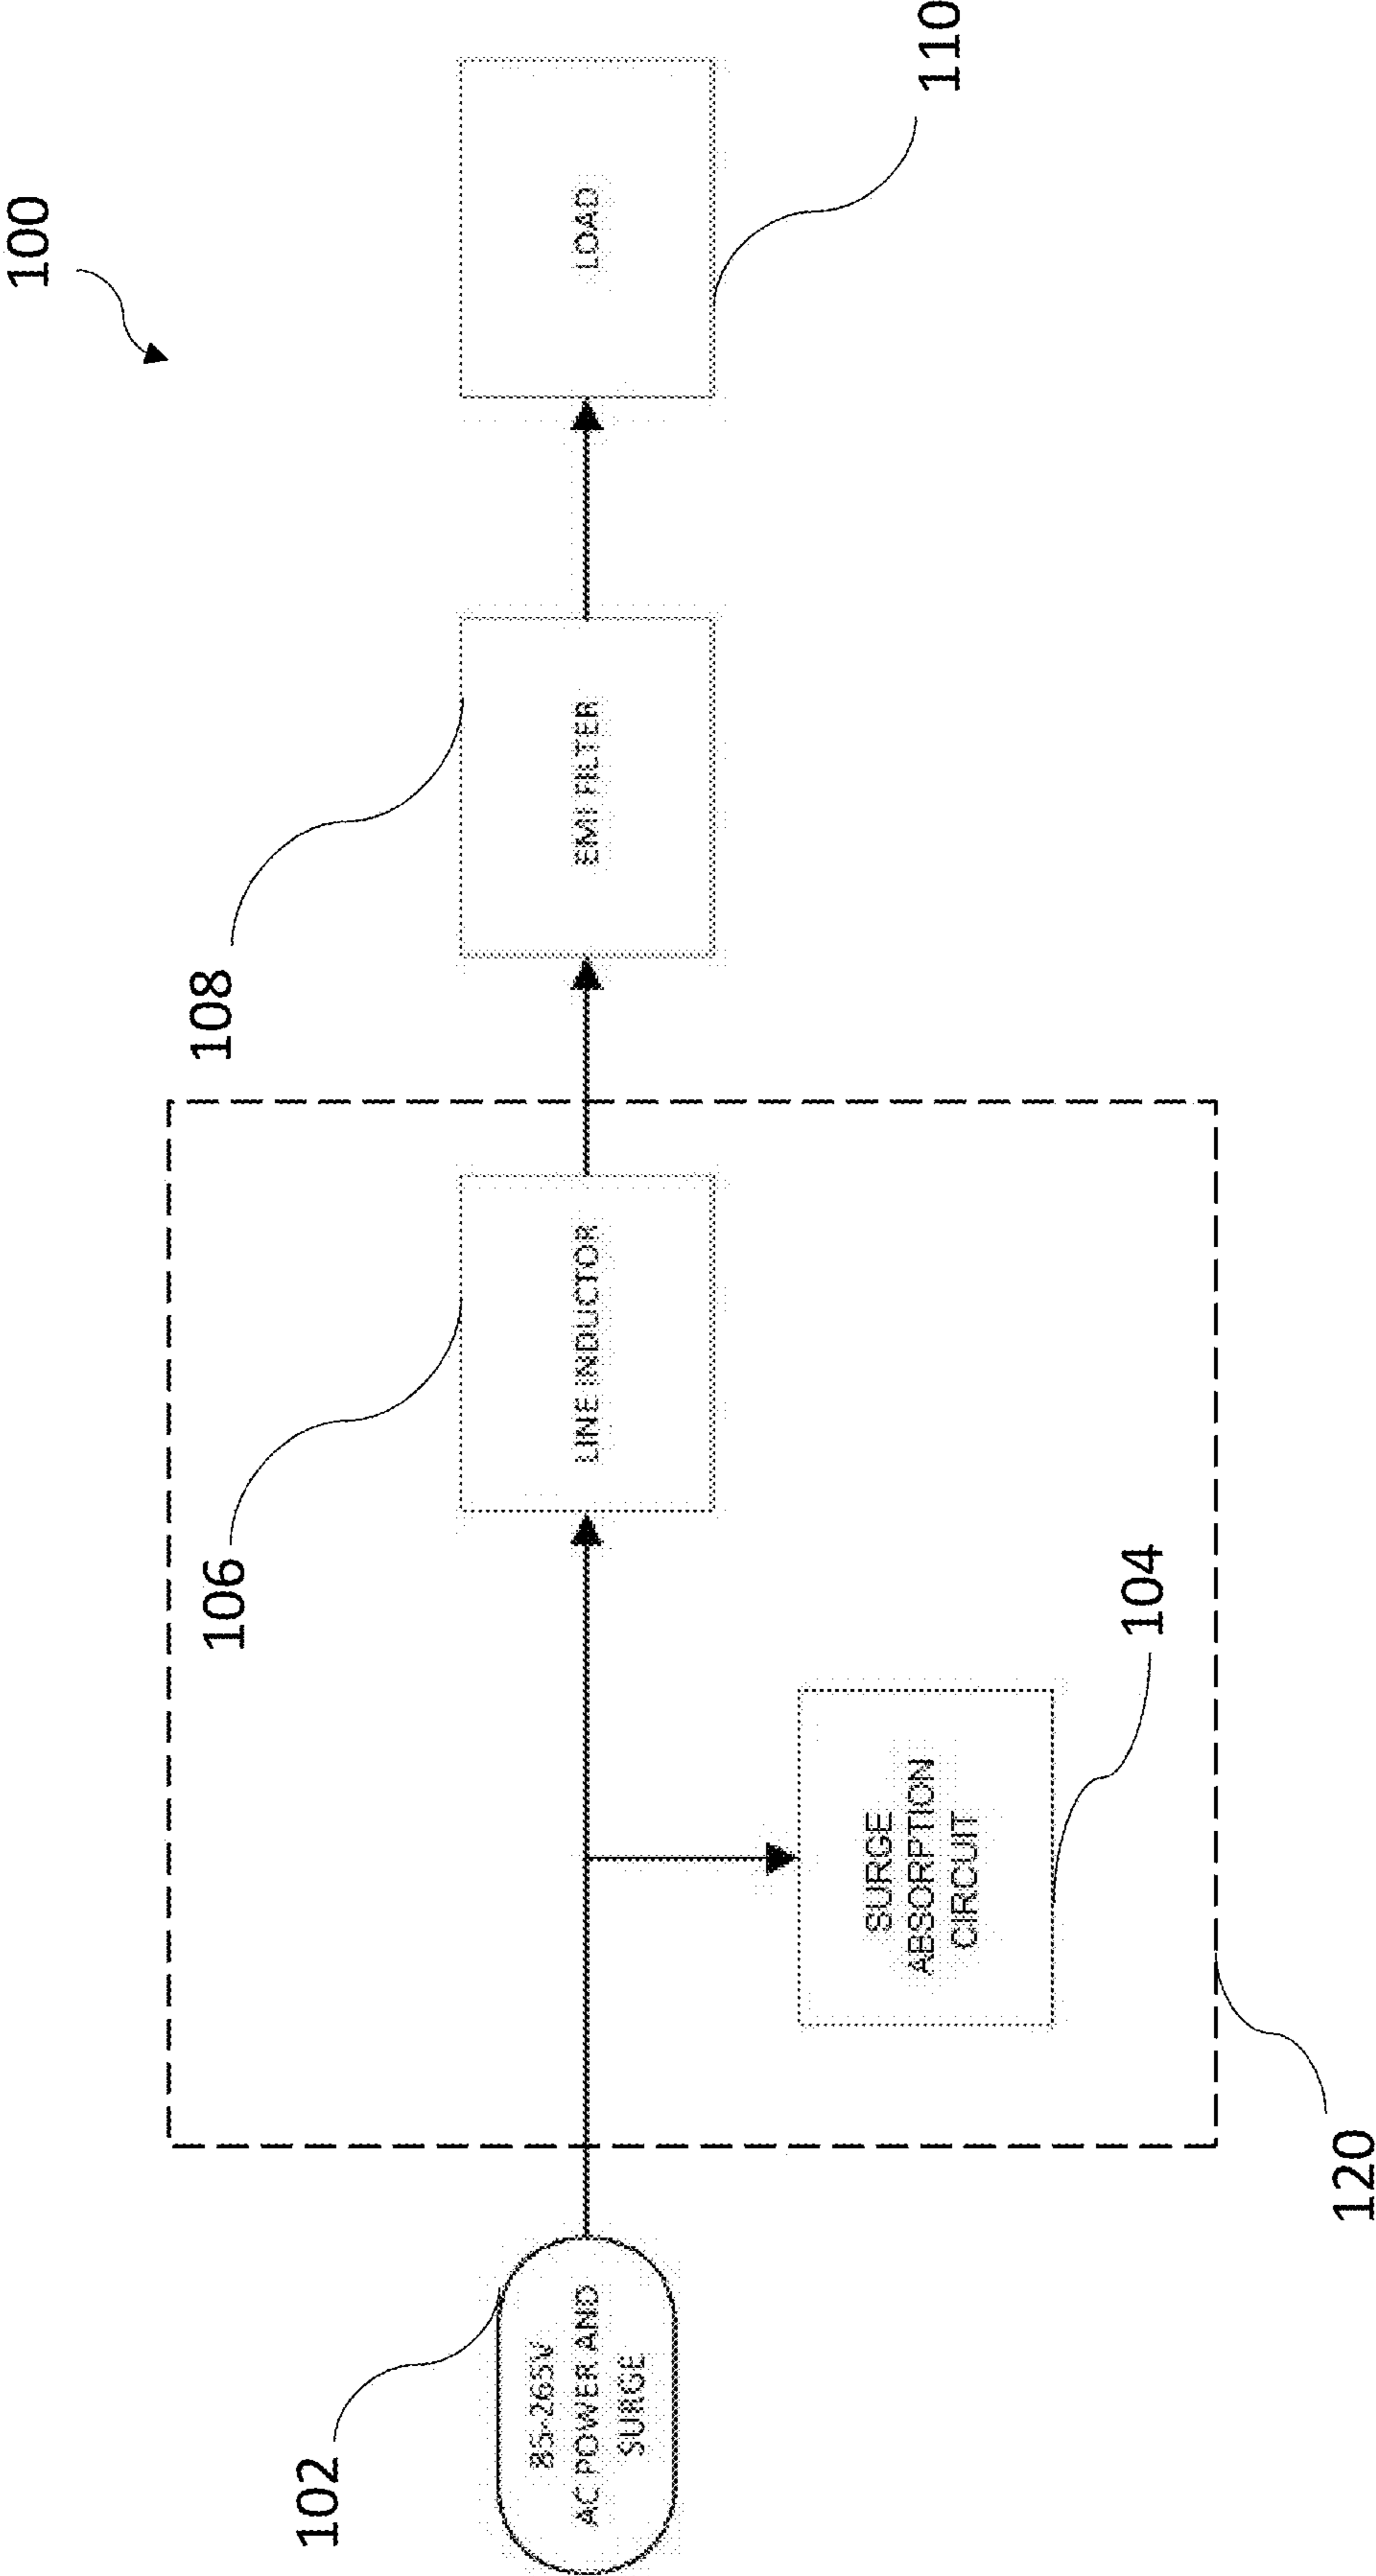 100
102
85-265V
AC POWER AND
SURGE
106
LINE INDUCTOR
108
EMI FILTER
LOAD
110
SURGE
ABSORPTION
CIRCUIT
104
120